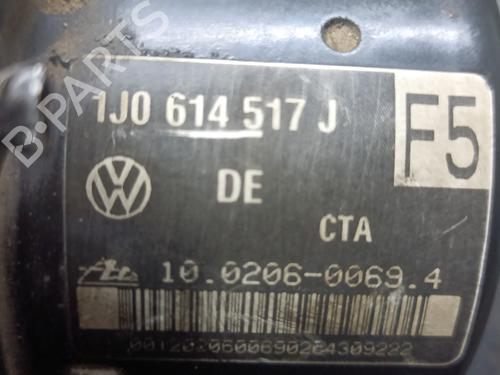 1J0 614 517 J
F5
DE
CTA
10.0206-0069.4
B-PARTS